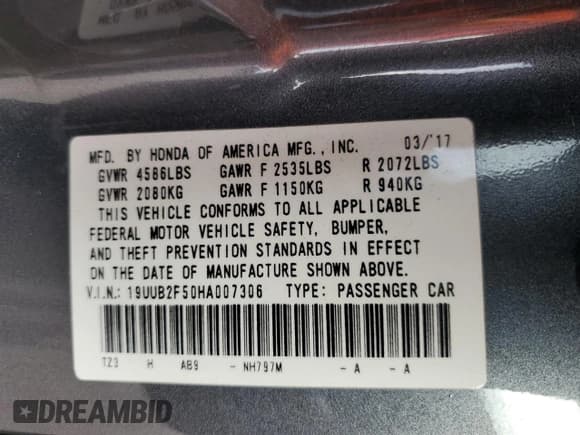 MFD. BY HONDA OF AMERICA MFG., INC. 03/'17
GVWR 4586LBS GAWR F 2535LBS R 2072LBS
GVWR 2080KG GAWR F 1150KG R 940KG
THIS VEHICLE CONFORMS TO ALL APPLICABLE
FEDERAL MOTOR VEHICLE SAFETY, BUMPER,
AND THEFT PREVENTION STANDARDS IN EFFECT
ON THE DATE OF MANUFACTURE SHOWN ABOVE.
V.I.N.: 19UUB2F50HA007306 TYPE: PASSENGER CAR
TZ3 H AB9 - NH797M - A - A
DREAMBID